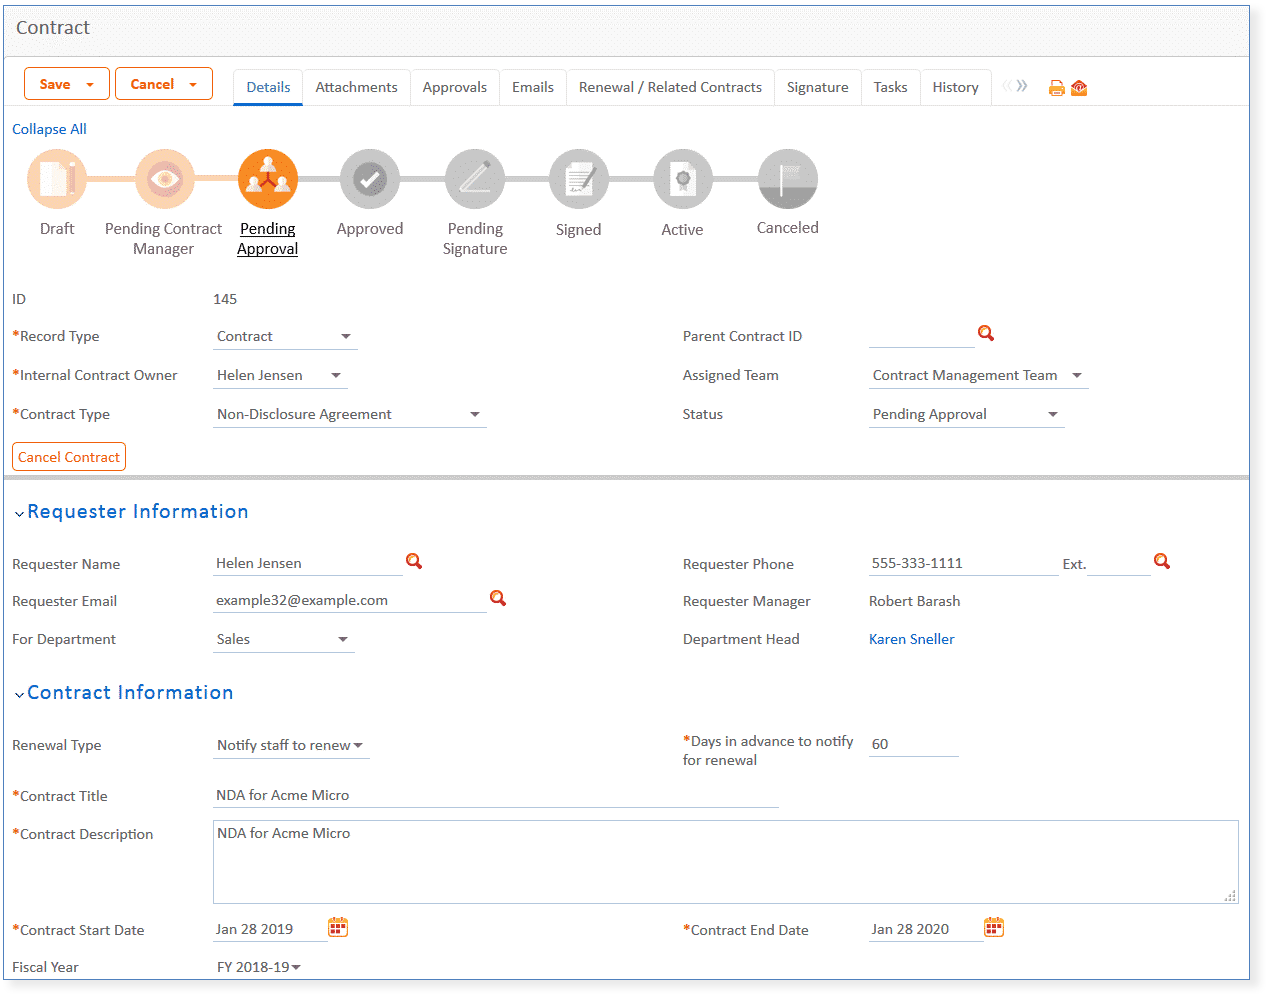 Contract
Save Cancel Details Attachments Approvals Emails Renewal / Related Contracts Signature Tasks History
Collapse All
Draft Pending Contract Manager Pending Approval Approved Pending Signature Signed Active Canceled
ID 145
*Record Type Contract Parent Contract ID
*Internal Contract Owner Helen Jensen Assigned Team Contract Management Team
*Contract Type Non-Disclosure Agreement Status Pending Approval
Cancel Contract
Requester Information
Requester Name Helen Jensen Requester Phone 555-333-1111 Ext.
Requester Email example32@example.com Requester Manager Robert Barash
For Department Sales Department Head Karen Sneller
Contract Information
Renewal Type Notify staff to renew *Days in advance to notify for renewal 60
*Contract Title NDA for Acme Micro
*Contract Description NDA for Acme Micro
*Contract Start Date Jan 28 2019 *Contract End Date Jan 28 2020
Fiscal Year FY 2018-19